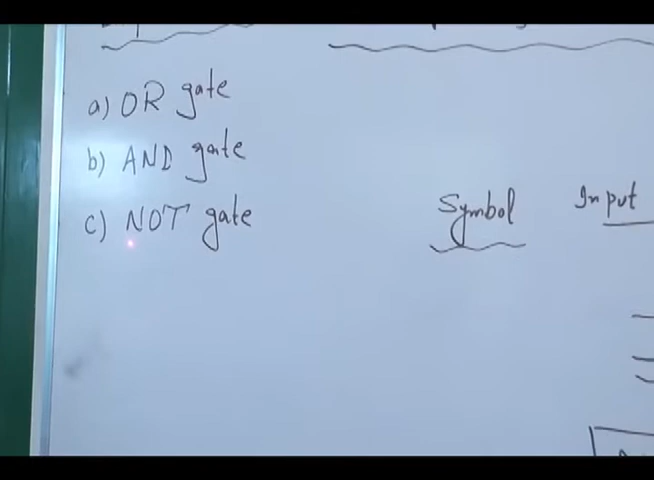 a) OR gate
b) AND gate
c) NOT gate
Symbol Input